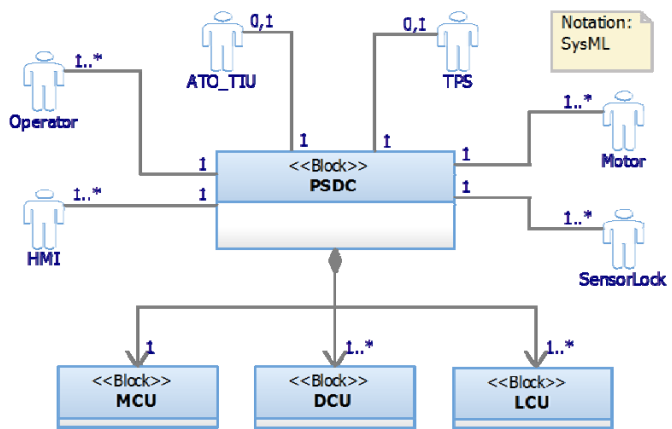 Notation:
SysML
0,1
0,1
ATO_TIU
TPS
1..*
Operator
1..*
Motor
1
1
1
1
<<Block>>
PSDC
1..*
HMI
1
1
1..*
SensorLock
1
1..*
1..*
<<Block>>
MCU
<<Block>>
DCU
<<Block>>
LCU